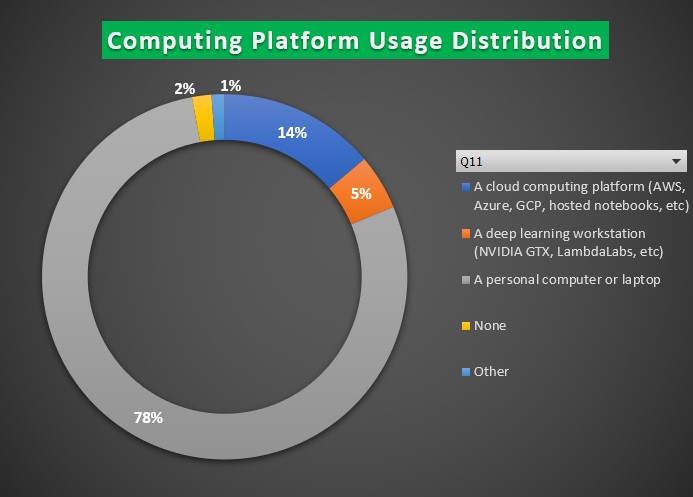 Computing Platform Usage Distribution
2%
1%
14%
5%
78%
Q11
A cloud computing platform (AWS,
Azure, GCP, hosted notebooks, etc)
A deep learning workstation
(NVIDIA GTX, LambdaLabs, etc)
A personal computer or laptop
None
Other